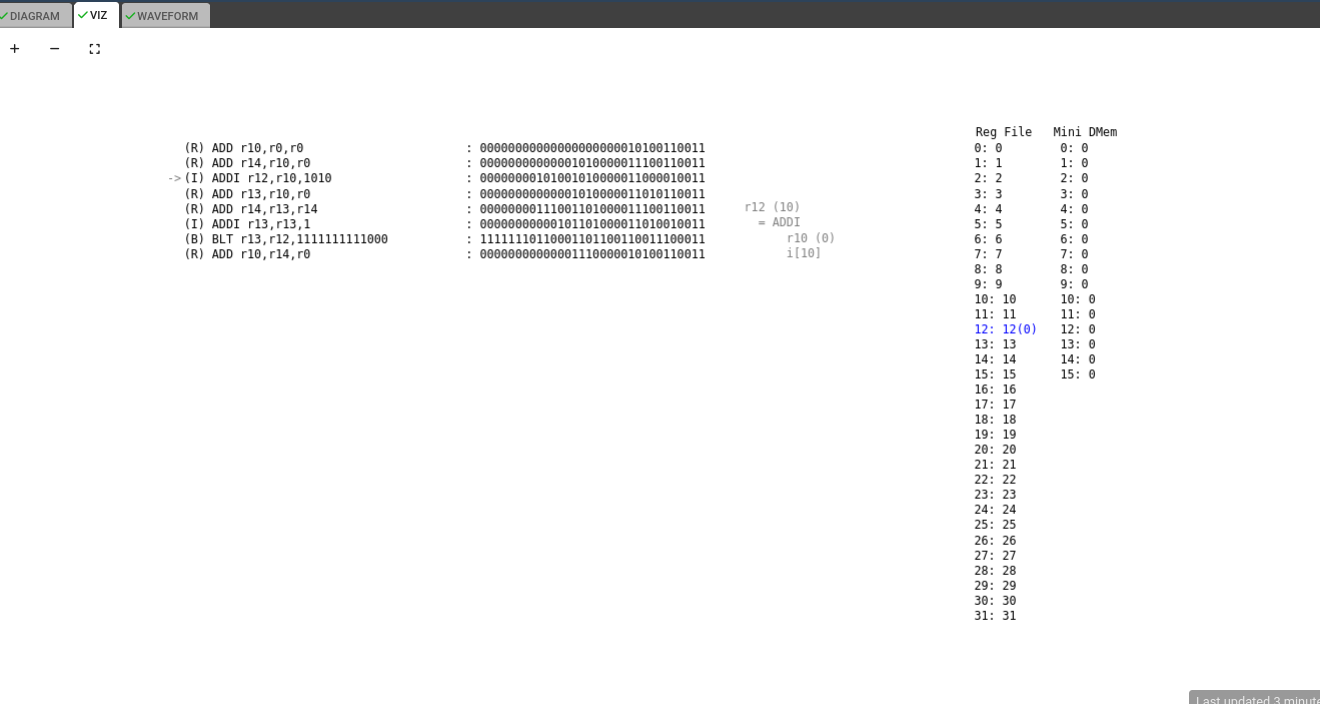 DIAGRAM VIZ WAVEFORM
Reg File Mini DMem
(R) ADD r10,r0,r0 : 00000000000000000000010100110011 0: 0 0: 0
(R) ADD r14,r10,r0 : 00000000000001010000011100110011 1: 1 1: 0
->(I) ADDI r12,r10,1010 : 00000000101001010000011000010011 2: 2 2: 0
(R) ADD r13,r10,r0 : 00000000000001010000011010110011 3: 3 3: 0
(R) ADD r14,r13,r14 : 00000000111001101000011100110011 r12 (10) 4: 4 4: 0
(I) ADDI r13,r13,1 : 00000000000101101000011010010011 = ADDI 5: 5 5: 0
(B) BLT r13,r12,1111111111000 : 11111110110001101100110011100011 r10 (0) 6: 6 6: 0
(R) ADD r10,r14,r0 : 00000000000001110000010100110011 i[10] 7: 7 7: 0
8: 8 8: 0
9: 9 9: 0
10: 10 10: 0
11: 11 11: 0
12: 12(0) 12: 0
13: 13 13: 0
14: 14 14: 0
15: 15 15: 0
16: 16
17: 17
18: 18
19: 19
20: 20
21: 21
22: 22
23: 23
24: 24
25: 25
26: 26
27: 27
28: 28
29: 29
30: 30
31: 31
Last updated 3 minute